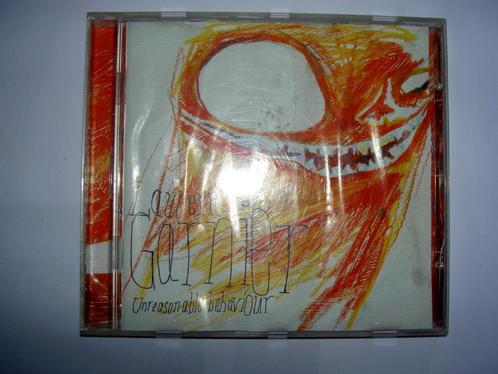 Laurent
Garnier
Unreasonable behaviour